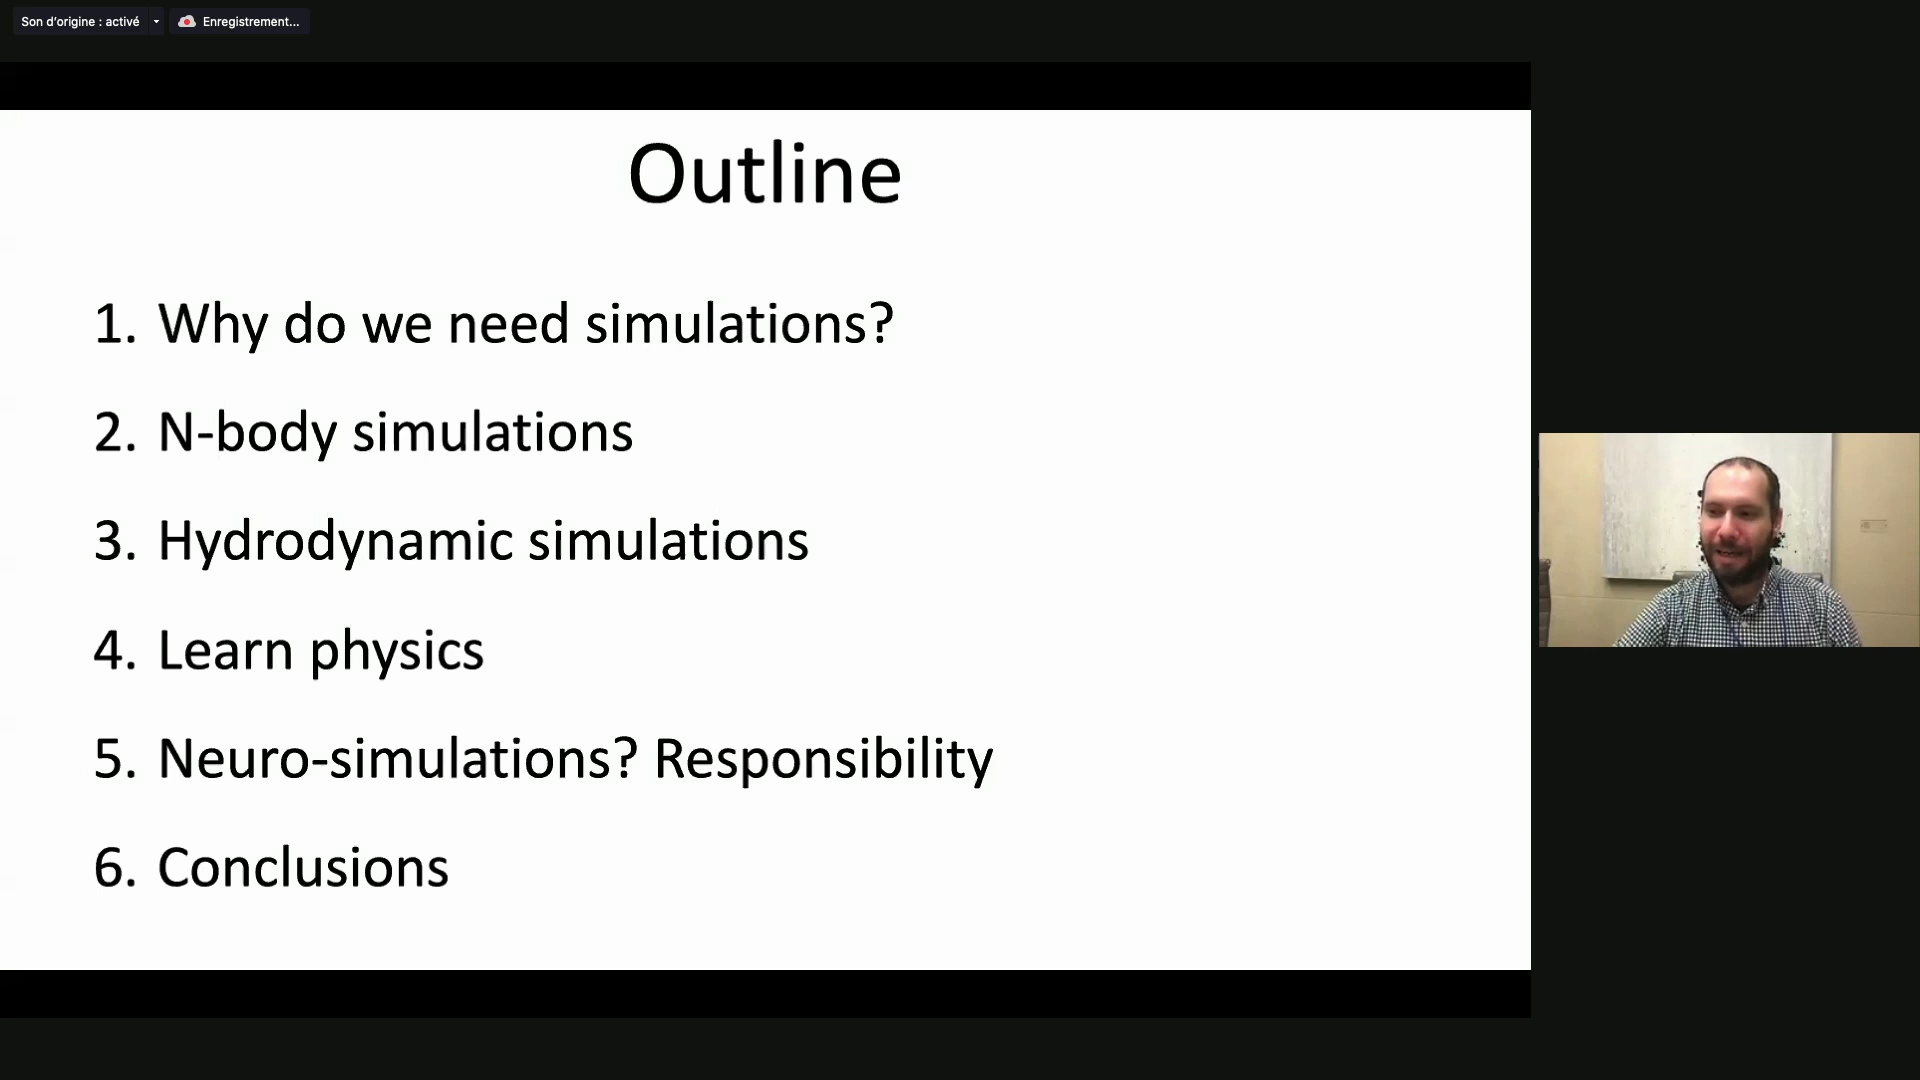 Son d'origine : activé
Enregistrement...
Outline
1. Why do we need simulations?
2. N-body simulations
3. Hydrodynamic simulations
4. Learn physics
5. Neuro-simulations? Responsibility
6. Conclusions